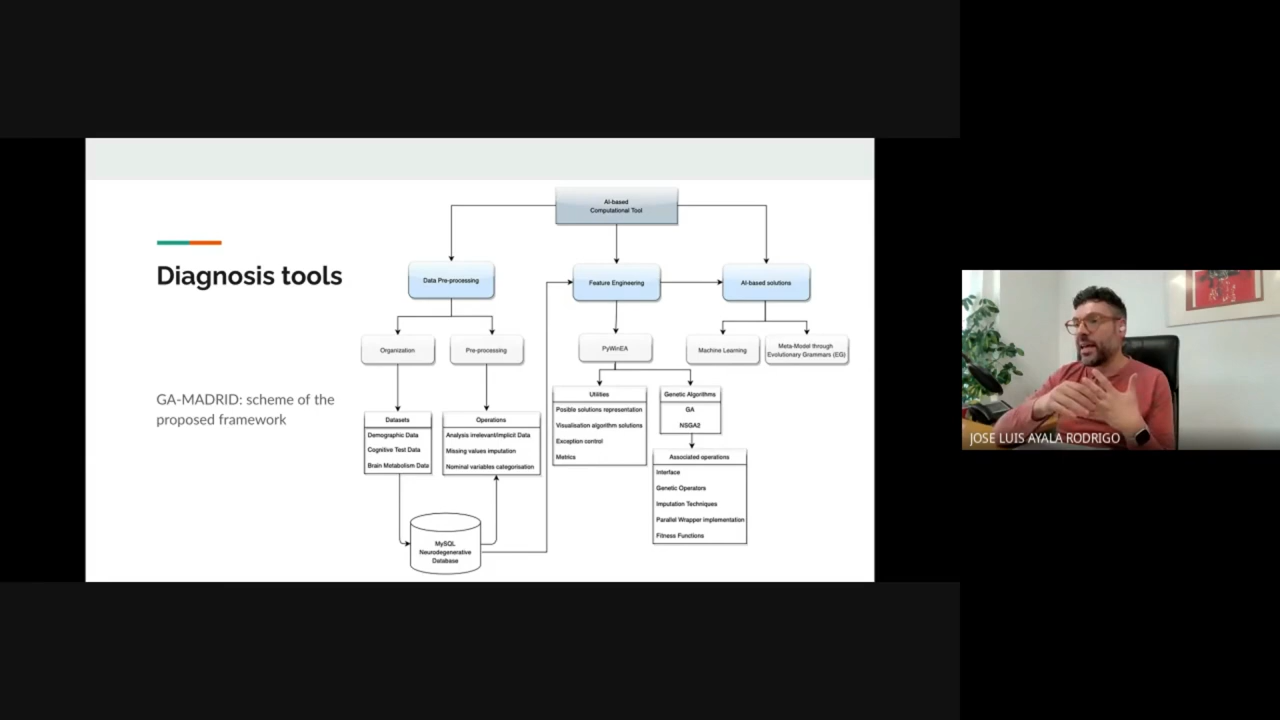 AI-based
Computational Tool
Diagnosis tools
GA-MADRID: scheme of the
proposed framework
Data Pre-processing
Feature Engineering
AI-based solutions
Organization
Pre-processing
PyWinEA
Machine Learning
Meta-Model through
Evolutionary Grammars (EG)
Datasets
Demographic Data
Cognitive Test Data
Brain Metabolism Data
Operations
Analysis irrelevant/implicit Data
Missing values imputation
Nominal variables categorisation
Utilities
Posible solutions representation
Visualisation algorithm solutions
Exception control
Metrics
Genetic Algorithms
GA
NSGA2
Associated operations
Interface
Genetic Operators
Imputation Techniques
Parallel Wrapper implementation
Fitness Functions
MySQL
Neurodegenerative
Database
JOSE LUIS AYALA RODRIGO